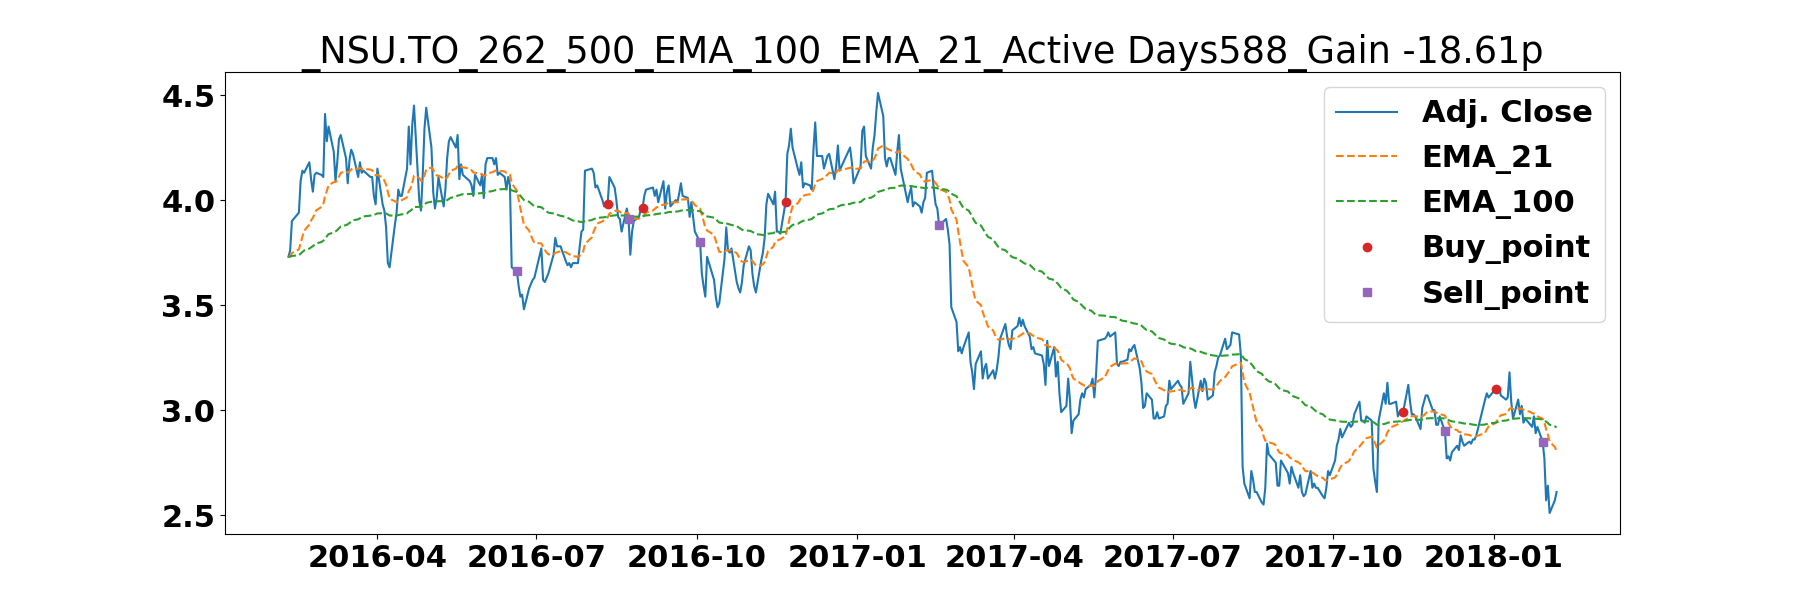 _NSU.TO_262_500_EMA_100_EMA_21_Active Days588_Gain -18.61p
4.5
4.0
3.5
3.0
2.5
Adj. Close
EMA_21
EMA_100
Buy_point
Sell_point
2016-04 2016-07 2016-10 2017-01 2017-04 2017-07 2017-10 2018-01